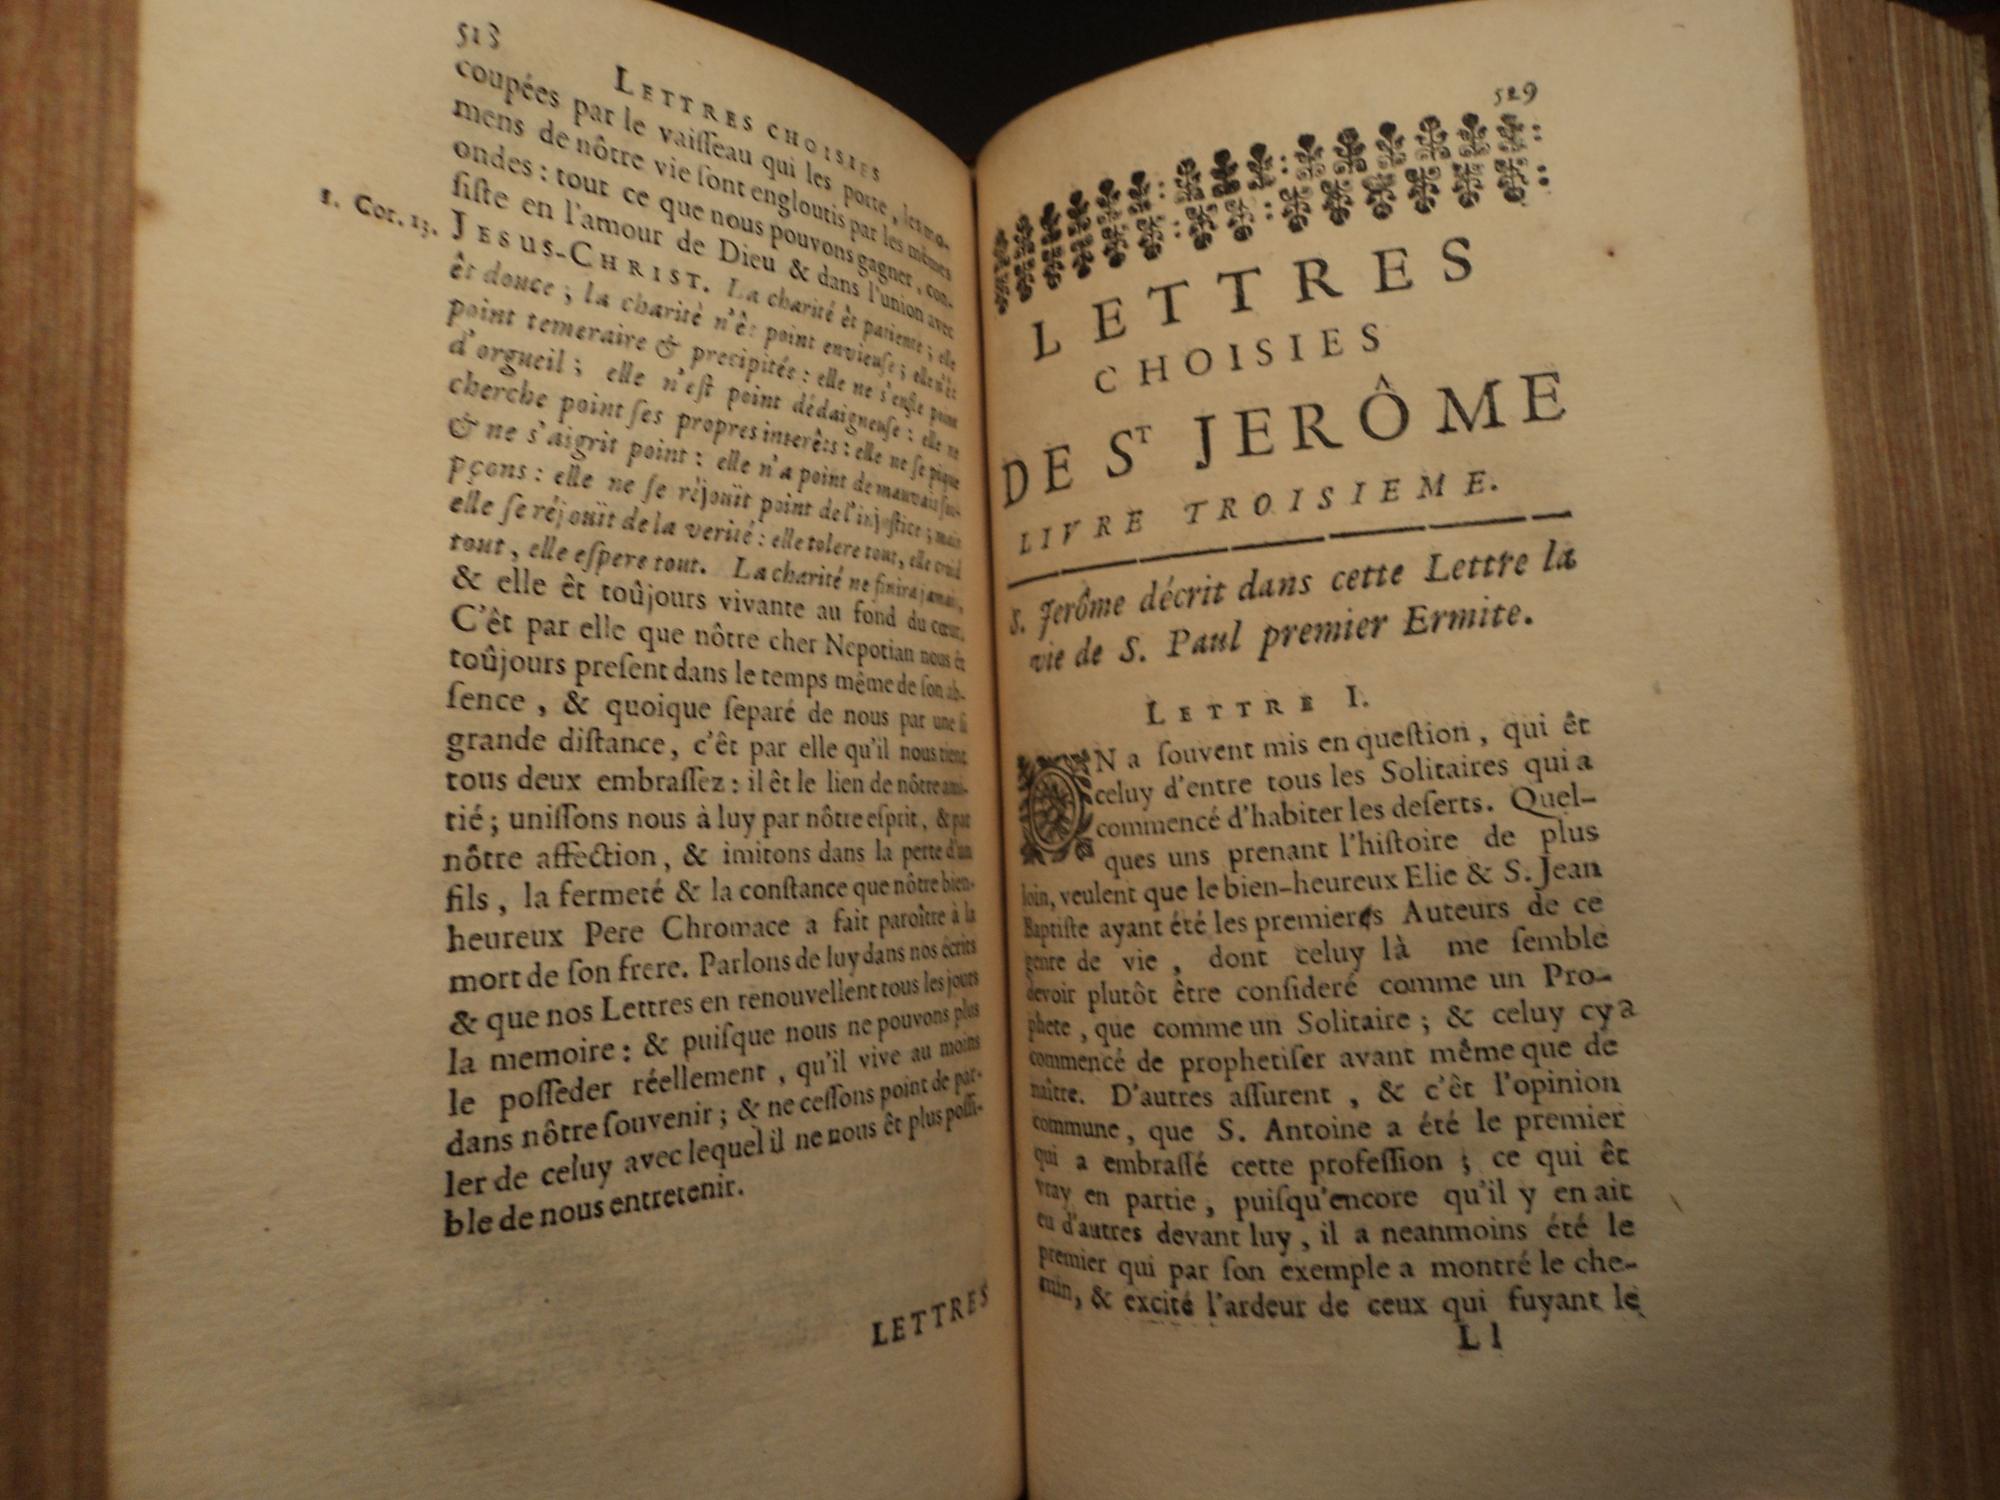 513
LETTRES CHOISIES
coupées par le vaiſſeau qui les porte, les mo-
mens de nôtre vie ſont engloutis par les mêmes
ondes: tout ce que nous pouvons gagner, con-
ſiſte en l'amour de Dieu & dans l'union avec
1. Cor. 13.
JESUS-CHRIST. La charité êt patiente; elle
êt douce; la charité n'êt point envieuſe; elle n'êt
point temeraire & precipitée: elle ne s'enfle point
d'orgueil; elle n'eſt point dédaigneuſe: elle ne
cherche point ſes propres interêts: elle ne ſe pique
& ne s'aigrit point: elle n'a point de mauvais ſou-
pçons: elle ne ſe réjouït point de l'injuſtice; mais
elle ſe réjouït de la verité: elle tolere tout, elle croid
tout, elle eſpere tout. La charité ne finira jamais,
& elle êt toûjours vivante au fond du cœur.
C'êt par elle que nôtre cher Nepotian nous êt
toûjours preſent dans le temps même de ſon ab-
ſence, & quoique ſeparé de nous par une ſi
grande diſtance, c'êt par elle qu'il nous tient
tous deux embraſſez: il êt le lien de nôtre ami-
tié; uniſſons nous à luy par nôtre eſprit, & par
nôtre affection, & imitons dans la perte d'un
fils, la fermeté & la conſtance que nôtre bien-
heureux Pere Chromace a fait paroître à la
mort de ſon frere. Parlons de luy dans nos écrits
& que nos Lettres en renouvellent tous les jours
la memoire: & puiſque nous ne pouvons plus
le poſſeder réellement, qu'il vive au moins
dans nôtre ſouvenir; & ne ceſſons point de par-
ler de celuy avec lequel il ne nous êt plus poſſi-
ble de nous entretenir.
LETTRES
529
LETTRES
CHOISIES
DE ST JERÔME
LIVRE TROISIEME.
S. Jerôme décrit dans cette Lettre la
vie de S. Paul premier Ermite.
LETTRE I.
ON a ſouvent mis en queſtion, qui êt
celuy d'entre tous les Solitaires qui a
commencé d'habiter les deſerts. Quel-
ques uns prenant l'hiſtoire de plus
loin, veulent que le bien-heureux Elie & S. Jean
Baptiſte ayant été les premiers Auteurs de ce
genre de vie, dont celuy là me ſemble
devoir plutôt être conſideré comme un Pro-
phete, que comme un Solitaire; & celuy cy a
commencé de prophetiſer avant même que de
naître. D'autres aſſurent, & c'êt l'opinion
commune, que S. Antoine a été le premier
qui a embraſſé cette profeſſion; ce qui êt
vray en partie, puiſqu'encore qu'il y en ait
eu d'autres devant luy, il a neanmoins été le
premier qui par ſon exemple a montré le che-
min, & excité l'ardeur de ceux qui fuyant le
Ll